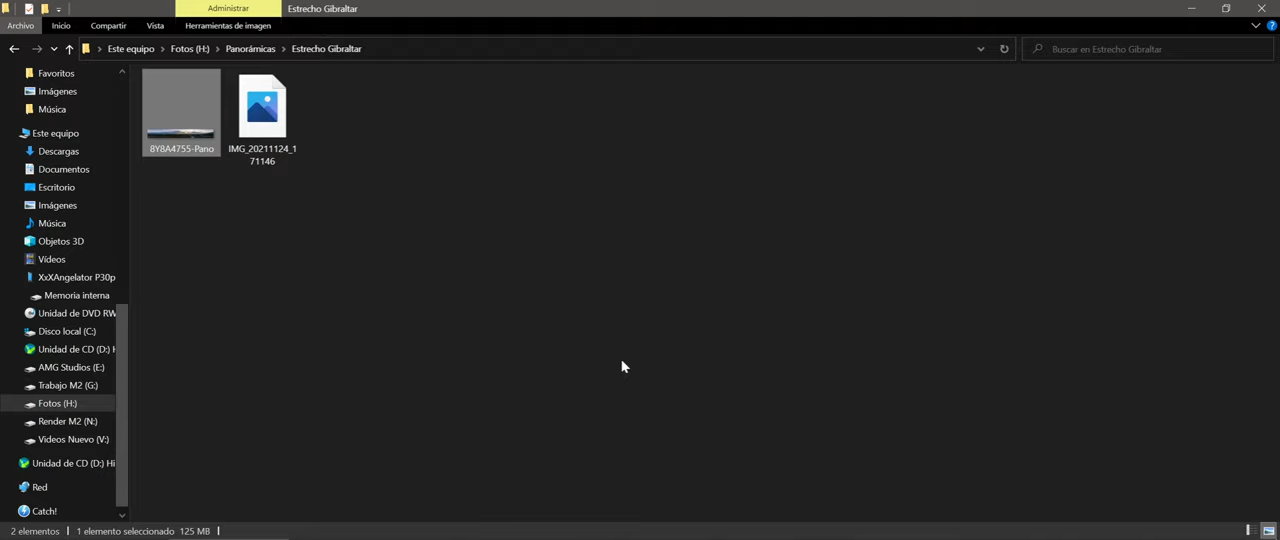 Administrar
Estrecho Gibraltar
Archivo
Inicio
Compartir
Vista
Herramientas de imagen
Este equipo
Fotos (H:)
Panorámicas
Estrecho Gibraltar
Buscar en Estrecho Gibraltar
Favoritos
Imágenes
Música
Este equipo
Descargas
Documentos
Escritorio
Imágenes
Música
Objetos 3D
Vídeos
XxXAngelator P30p
Memoria interna
Unidad de DVD RW
Disco local (C:)
Unidad de CD (D:) H
AMG Studios (E:)
Trabajo M2 (G:)
Fotos (H:)
Render M2 (N:)
Videos Nuevo (V:)
Unidad de CD (D:) Hi
Red
Catch!
8Y8A4755-Pano
IMG_20211124_1
71146
2 elementos
1 elemento seleccionado 125 MB